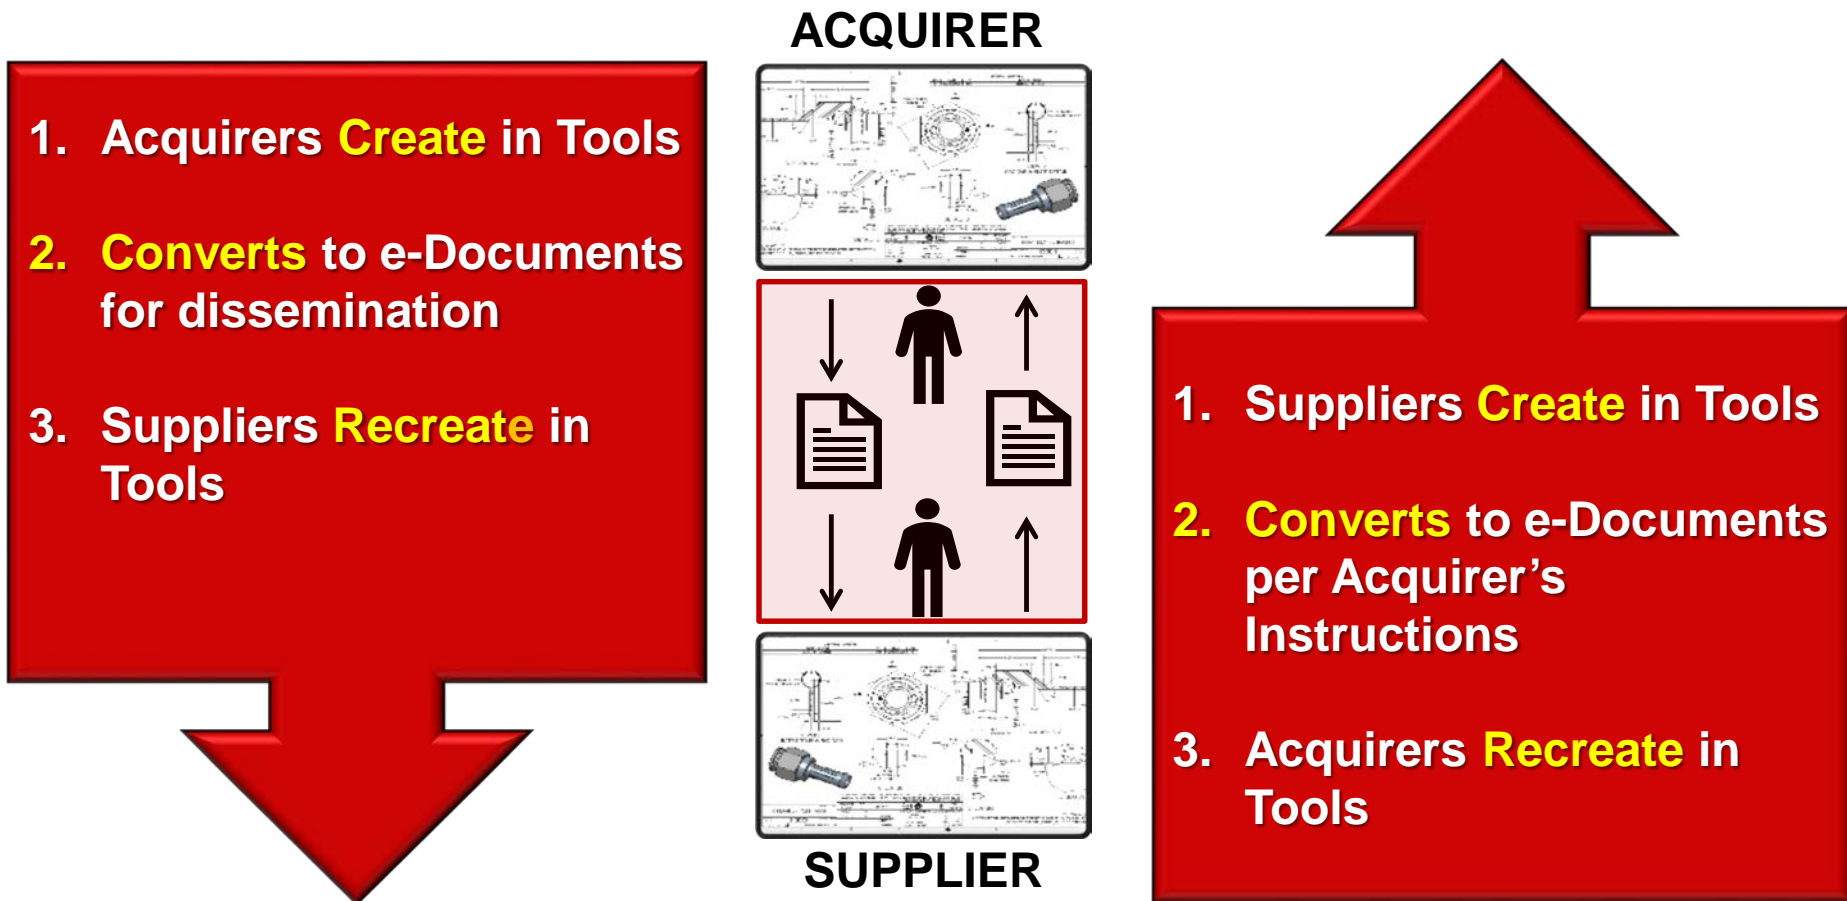 ACQUIRER
1. Acquirers Create in Tools
2. Converts to e-Documents
for dissemination
3. Suppliers Recreate in
Tools
1. Suppliers Create in Tools
2. Converts to e-Documents
per Acquirer’s
Instructions
3. Acquirers Recreate in
Tools
SUPPLIER